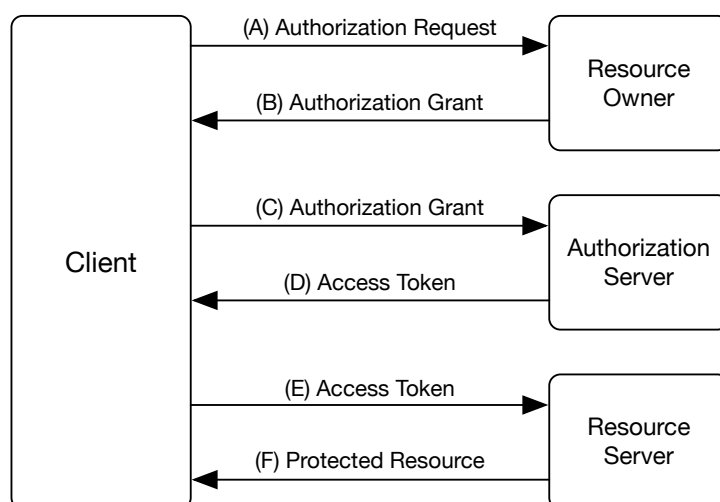 (A) Authorization Request
Resource
Owner
(B) Authorization Grant
(C) Authorization Grant
Client
Authorization
Server
(D) Access Token
(E) Access Token
Resource
Server
(F) Protected Resource